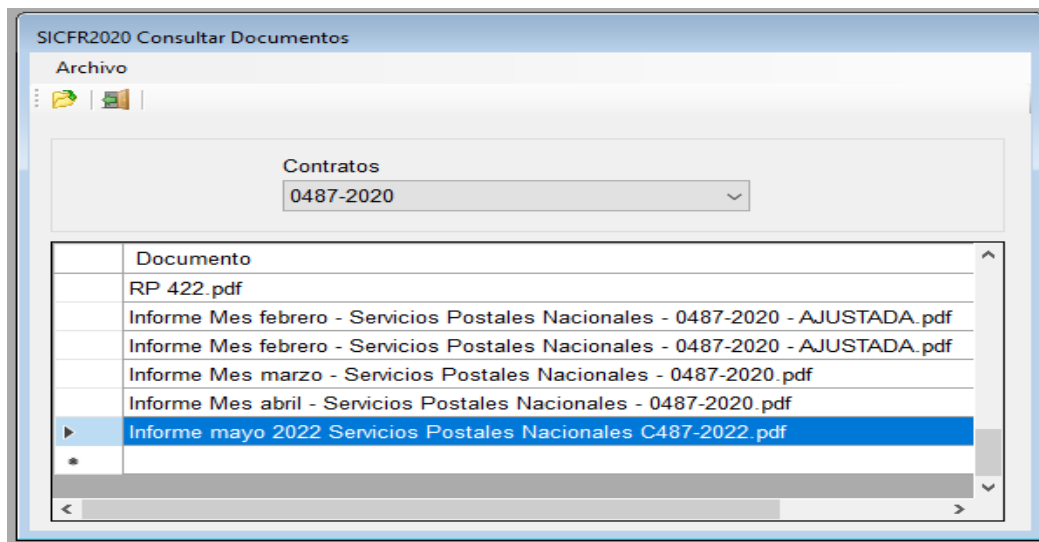 SICFR2020 Consultar Documentos
Archivo
Contratos
0487-2020
Documento
RP 422.pdf
Informe Mes febrero - Servicios Postales Nacionales - 0487-2020 - AJUSTADA.pdf
Informe Mes febrero - Servicios Postales Nacionales - 0487-2020 - AJUSTADA.pdf
Informe Mes marzo - Servicios Postales Nacionales - 0487-2020.pdf
Informe Mes abril - Servicios Postales Nacionales - 0487-2020.pdf
Informe mayo 2022 Servicios Postales Nacionales C487-2022.pdf